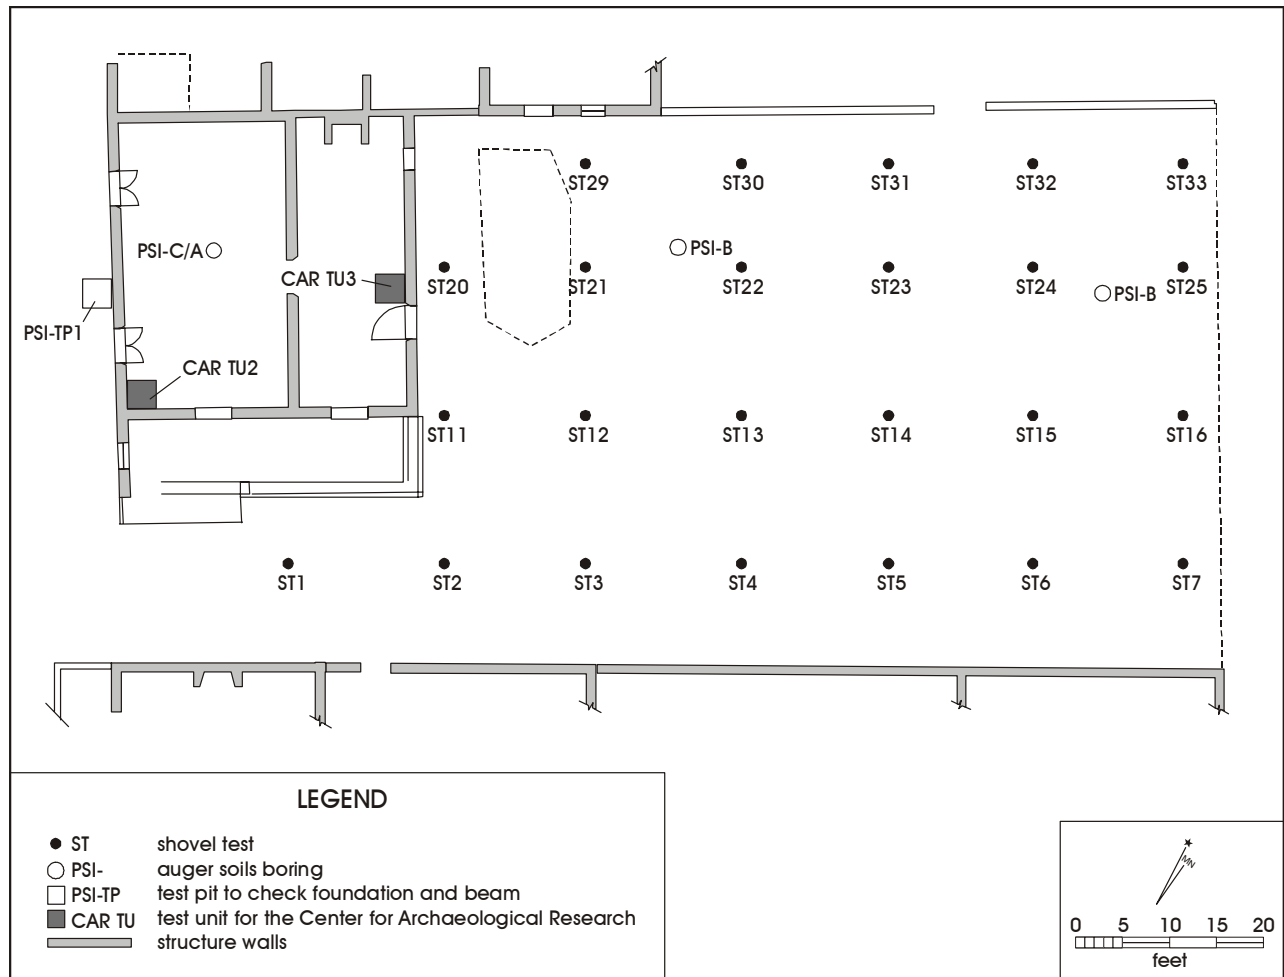 ST29
ST30
ST31
ST32
ST33
PSI-C/A
PSI-B
CAR TU3
ST20
ST21
ST22
ST23
ST24
PSI-B
ST25
PSI-TP1
CAR TU2
ST11
ST12
ST13
ST14
ST15
ST16
ST1
ST2
ST3
ST4
ST5
ST6
ST7
LEGEND
ST shovel test
PSI- auger soils boring
PSI-TP test pit to check foundation and beam
CAR TU test unit for the Center for Archaeological Research
structure walls
MN
0 5 10 15 20
feet